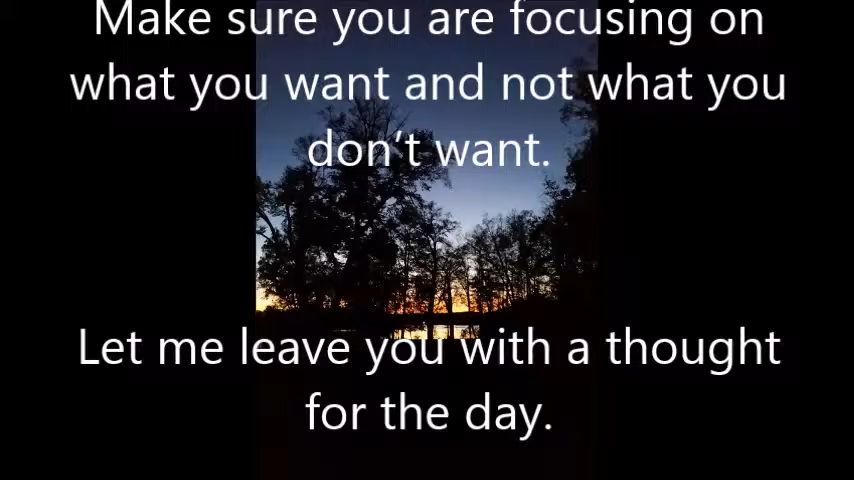 Make sure you are focusing on
what you want and not what you
don’t want.
Let me leave you with a thought
for the day.